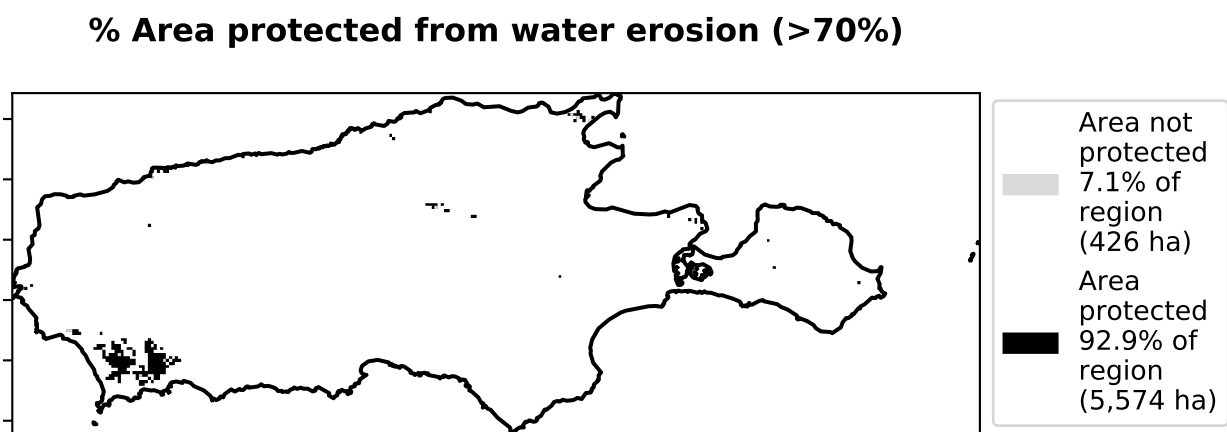 % Area protected from water erosion (>70%)
Area not
protected
7.1% of
region
(426 ha)
Area
protected
92.9% of
region
(5,574 ha)